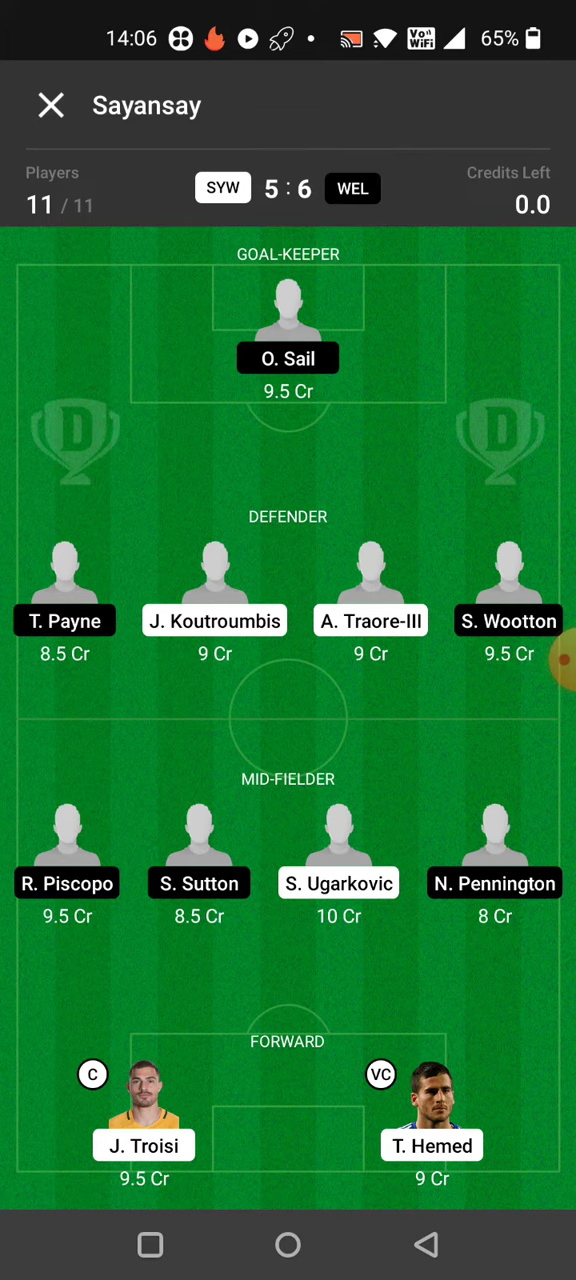 14:06 Vo)) WiFi 65%
Sayansay
Players Credits Left
11 / 11 SYW 5 : 6 WEL 0.0
GOAL-KEEPER
O. Sail
9.5 Cr
D D
DEFENDER
T. Payne J. Koutroumbis A. Traore-III S. Wootton
8.5 Cr 9 Cr 9 Cr 9.5 Cr
MID-FIELDER
R. Piscopo S. Sutton S. Ugarkovic N. Pennington
9.5 Cr 8.5 Cr 10 Cr 8 Cr
FORWARD
C VC
J. Troisi T. Hemed
9.5 Cr 9 Cr